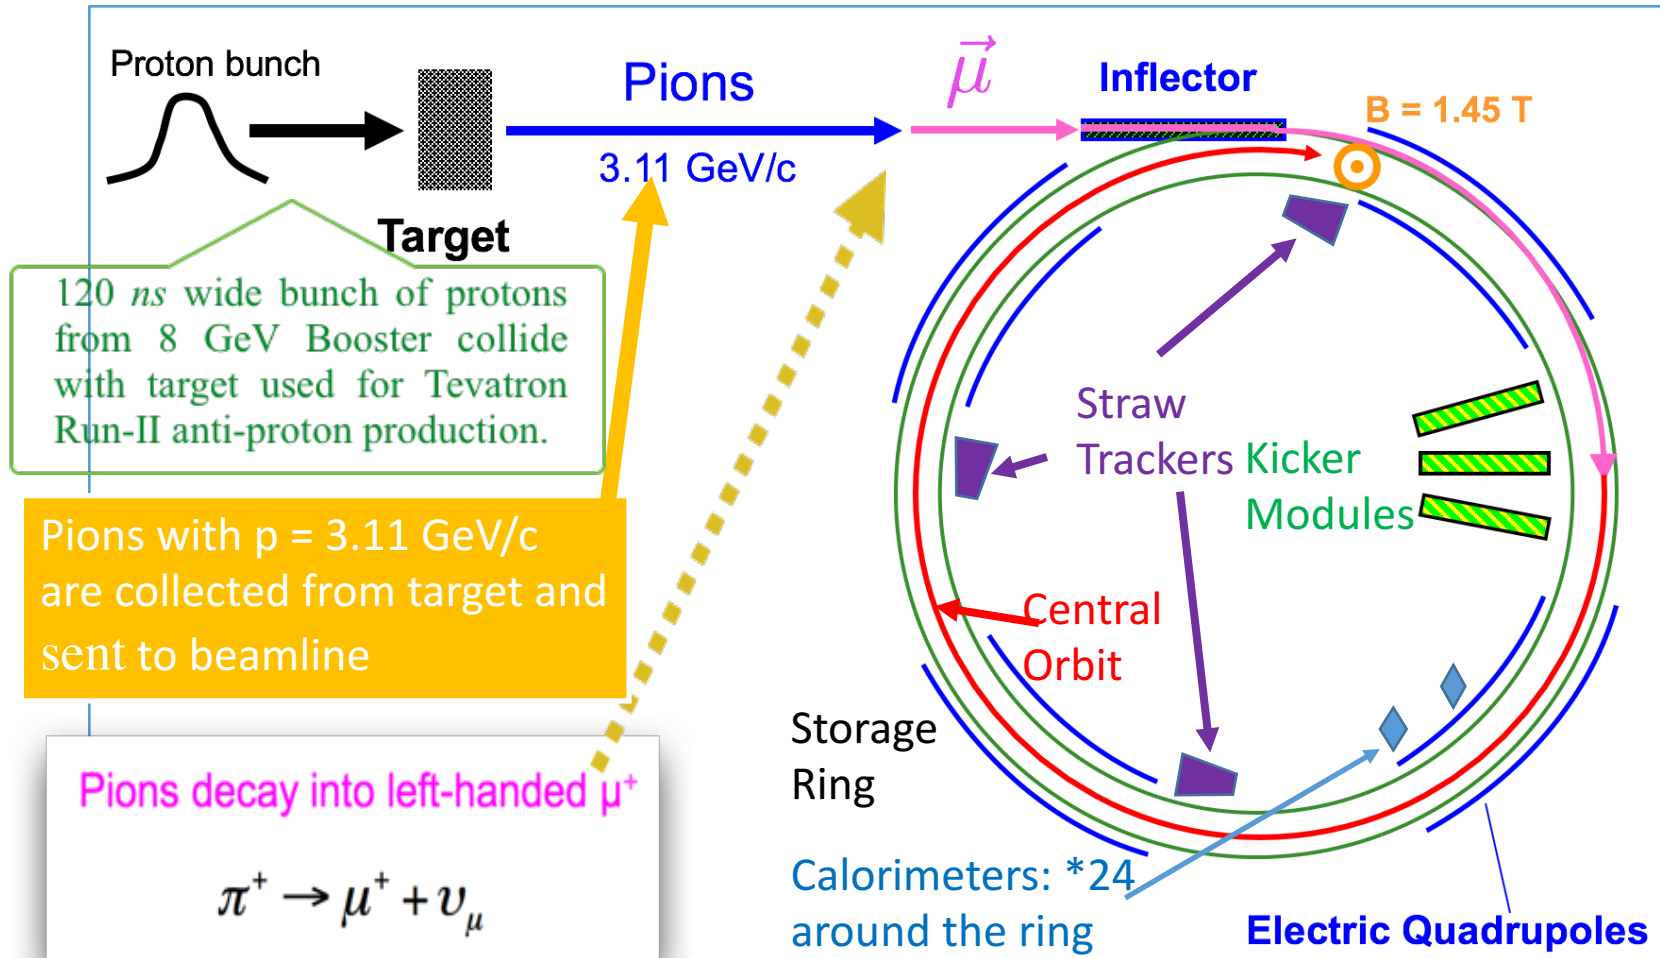 Proton bunch
Target
Pions
3.11 GeV/c
$\vec{\mu}$
Inflector
B = 1.45 T
120 ns wide bunch of protons
from 8 GeV Booster collide
with target used for Tevatron
Run-II anti-proton production.
Pions with p = 3.11 GeV/c
are collected from target and
sent to beamline
Pions decay into left-handed μ⁺
π⁺ → μ⁺ + υ_μ
Straw
Trackers
Kicker
Modules
Central
Orbit
Storage
Ring
Calorimeters: *24
around the ring
Electric Quadrupoles